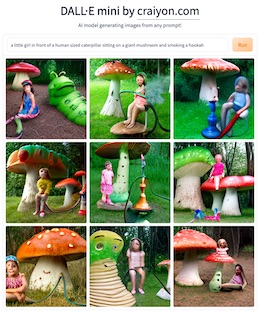 DALL·E mini by craiyon.com
AI model generating images from any prompt!
a little girl in front of a human sized caterpillar sitting on a giant mushroom and smoking a hookah
Run